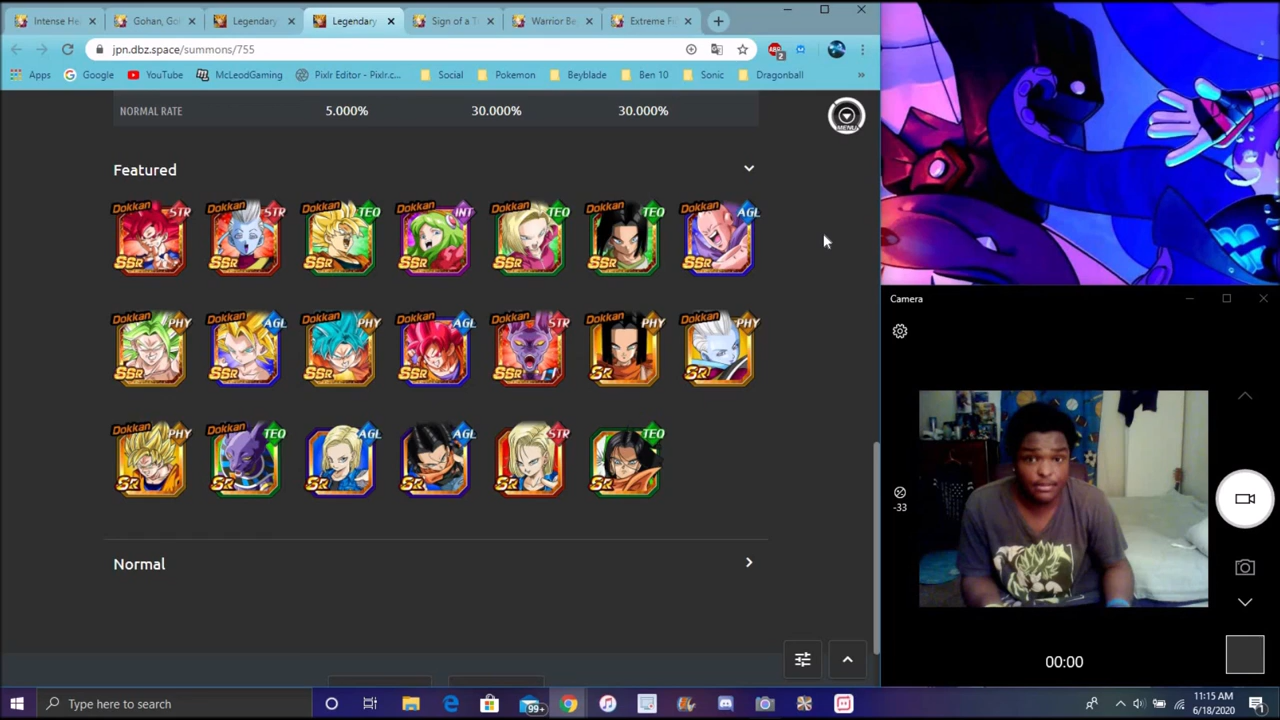 Intense He
Gohan, Go
Legendary
Legendary
Sign of a T
Warrior Be
Extreme F
jpn.dbz.space/summons/755
ABP
2
Apps
Google
YouTube
McLeodGaming
Pixlr Editor - Pixlr.c...
Social
Pokemon
Beyblade
Ben 10
Sonic
Dragonball
NORMAL RATE 5.000% 30.000% 30.000%
MENU
Featured
Dokkan STR SSR
Dokkan STR SSR
Dokkan TEQ SSR
Dokkan INT SSR
Dokkan TEQ SSR
Dokkan TEQ SSR
Dokkan AGL SSR
Dokkan PHY SSR
Dokkan AGL SSR
Dokkan PHY SSR
Dokkan AGL SSR
Dokkan STR SSR
Dokkan PHY SR
Dokkan PHY SR
Dokkan PHY SR
Dokkan TEQ SR
AGL SR
AGL SR
STR SR
TEQ SR
Normal
Camera
-33
00:00
Type here to search
99+
11:15 AM
6/18/2020
1